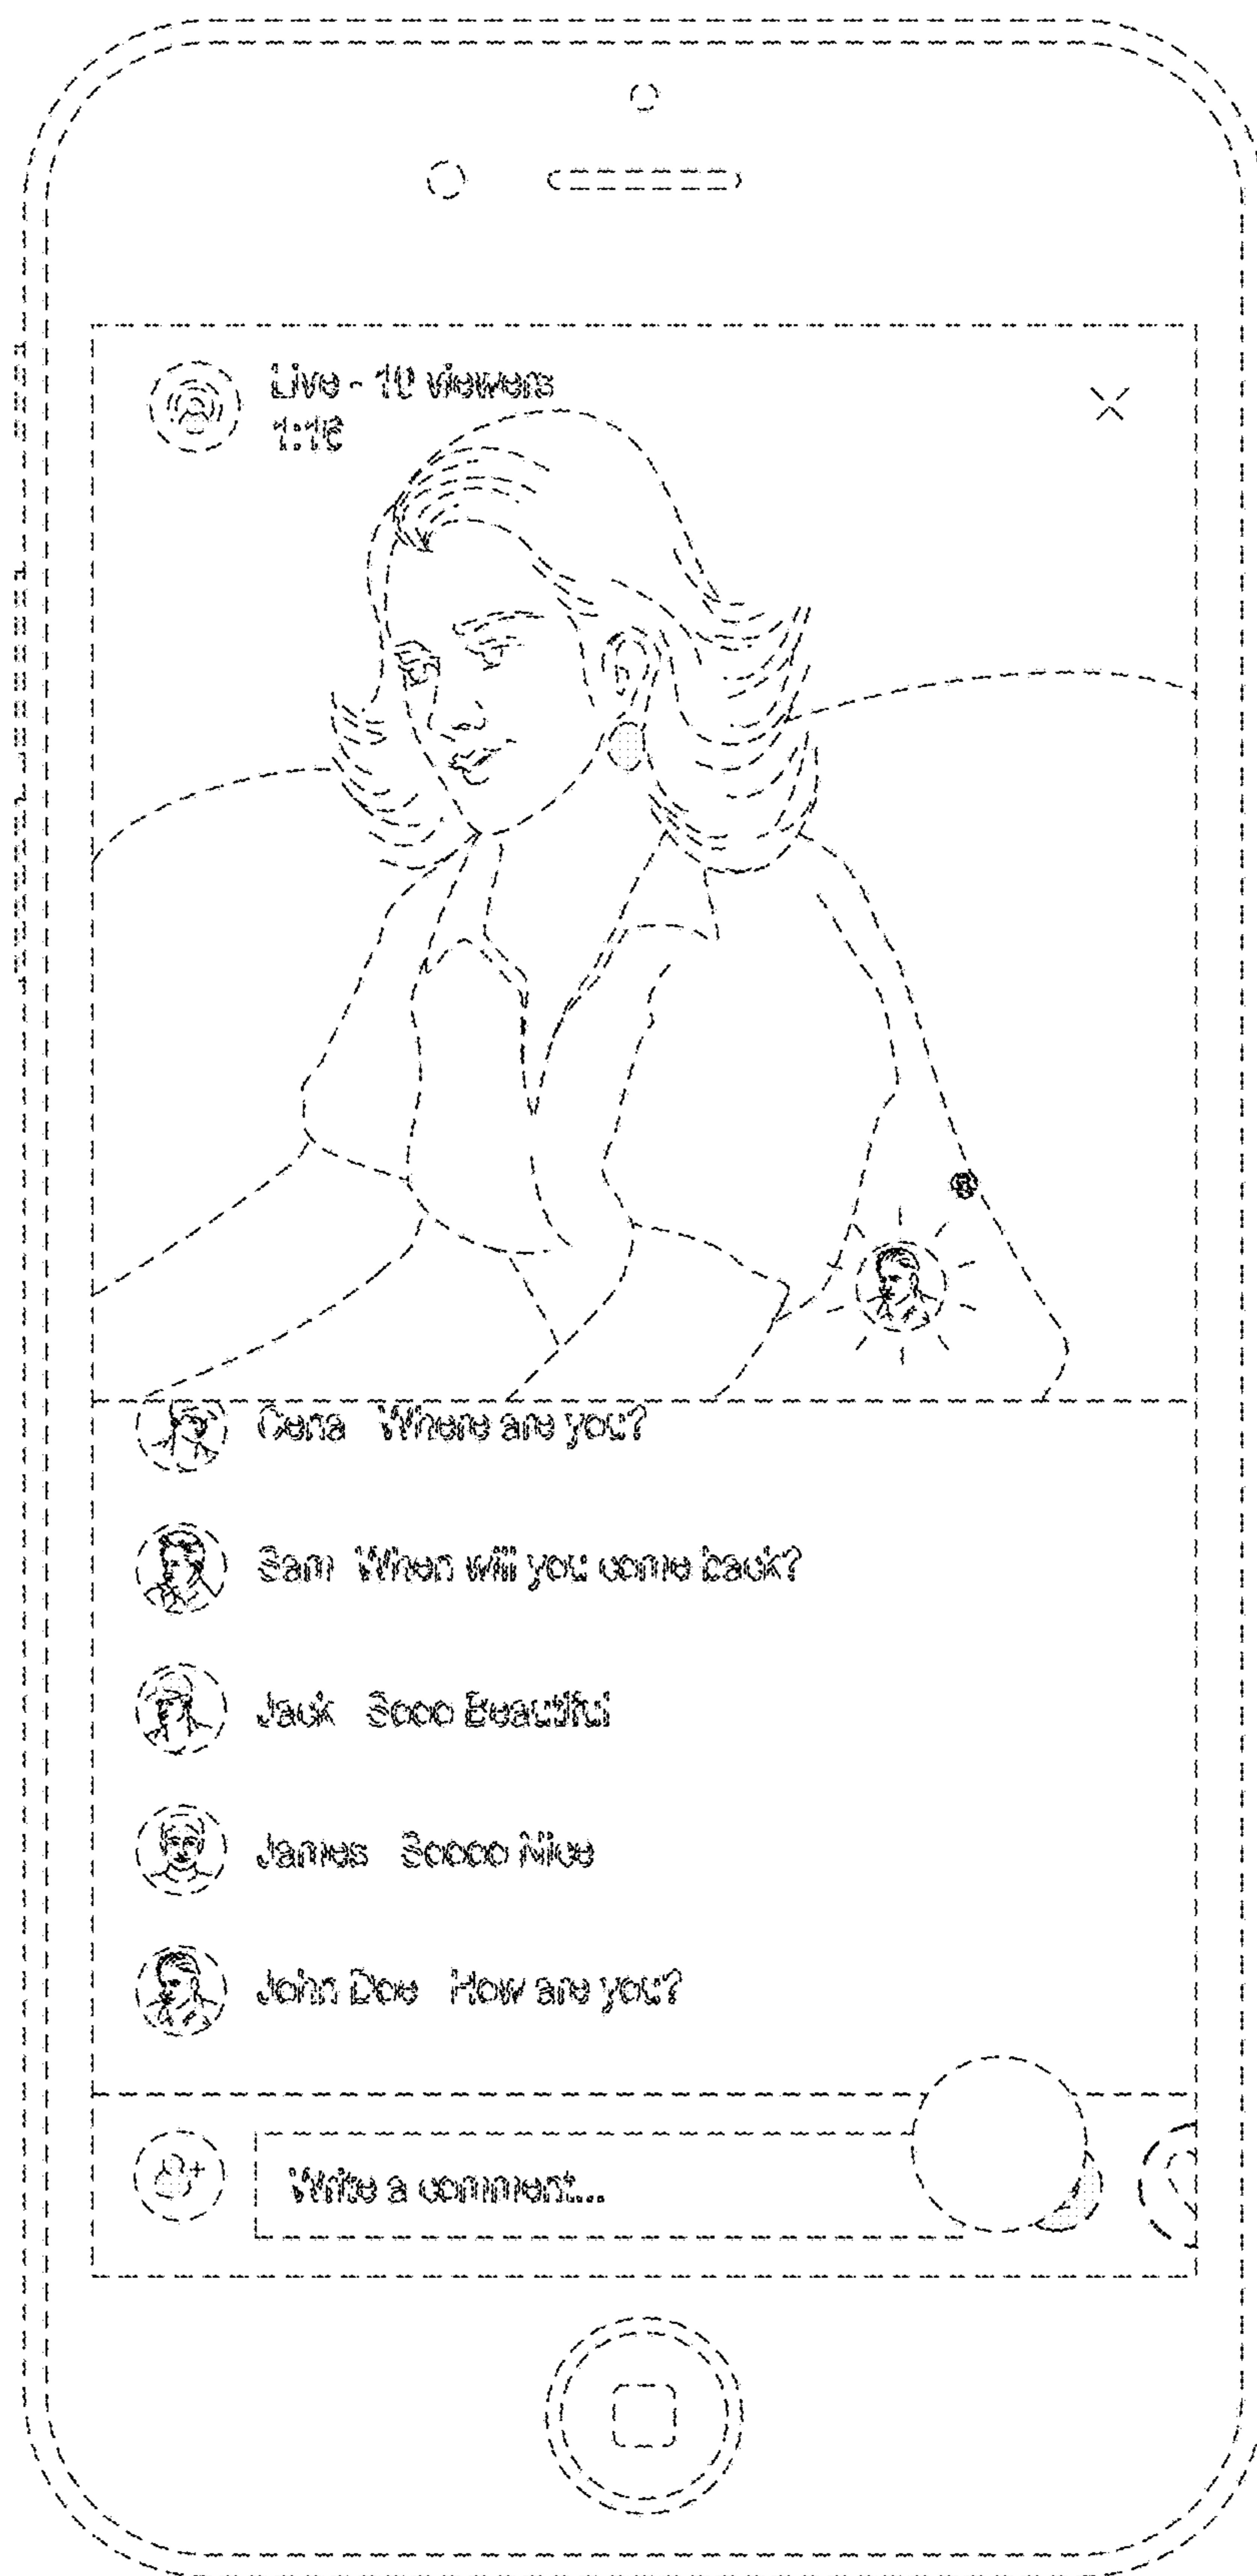 Live - 10 viewers
1:16
Cena Where are you?
Sam When will you come back?
Jack Sooo Beautiful
James Soooo Nice
John Doe How are you?
Write a comment...